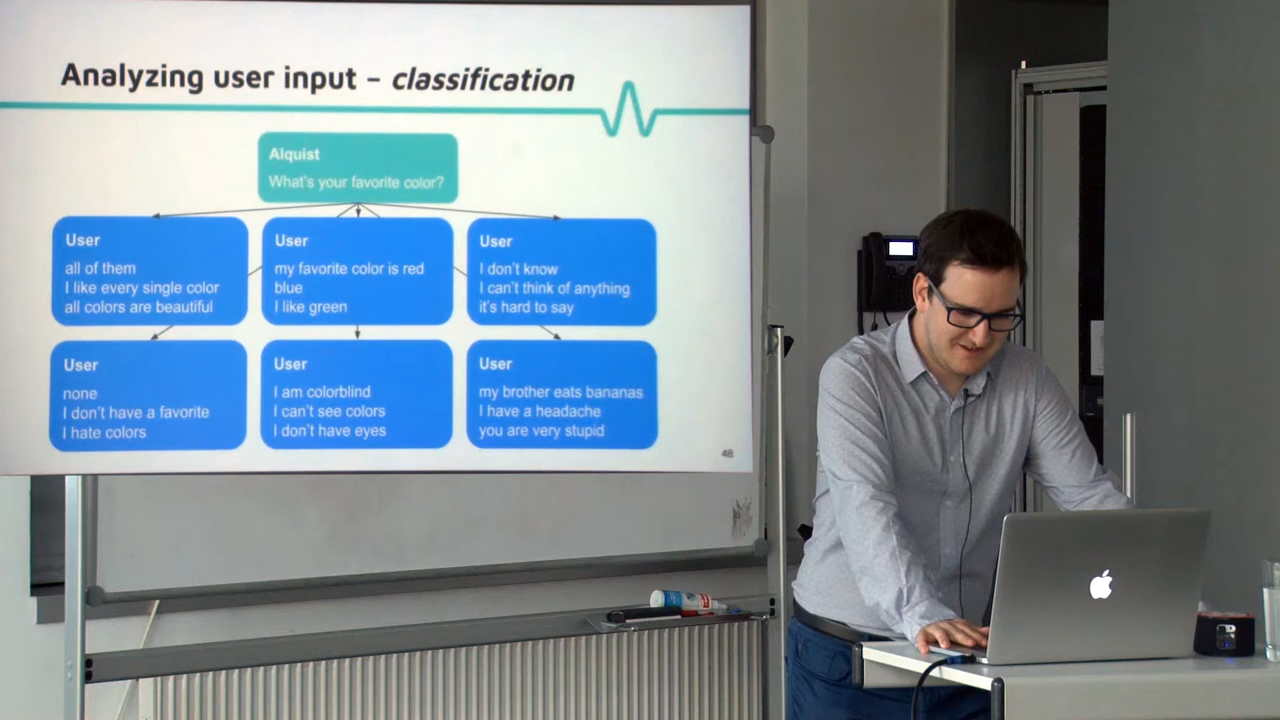 Analyzing user input – classification
Alquist
What's your favorite color?
User
all of them
I like every single color
all colors are beautiful
User
my favorite color is red
blue
I like green
User
I don't know
I can't think of anything
it's hard to say
User
none
I don't have a favorite
I hate colors
User
I am colorblind
I can't see colors
I don't have eyes
User
my brother eats bananas
I have a headache
you are very stupid
48